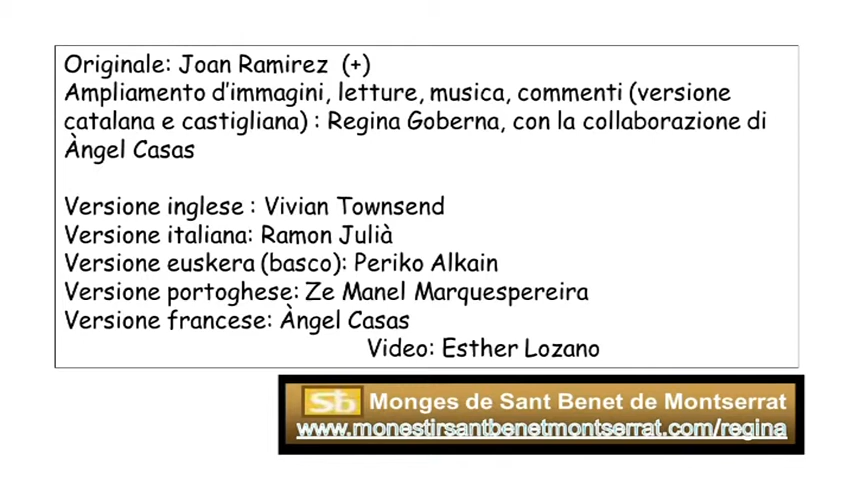 Originale: Joan Ramirez (+)
Ampliamento d'immagini, letture, musica, commenti (versione
catalana e castigliana) : Regina Goberna, con la collaborazione di
Àngel Casas
Versione inglese : Vivian Townsend
Versione italiana: Ramon Julià
Versione euskera (basco): Periko Alkain
Versione portoghese: Ze Manel Marquespereira
Versione francese: Àngel Casas
Video: Esther Lozano
Sb Monges de Sant Benet de Montserrat
www.monestirsantbenetmontserrat.com/regina